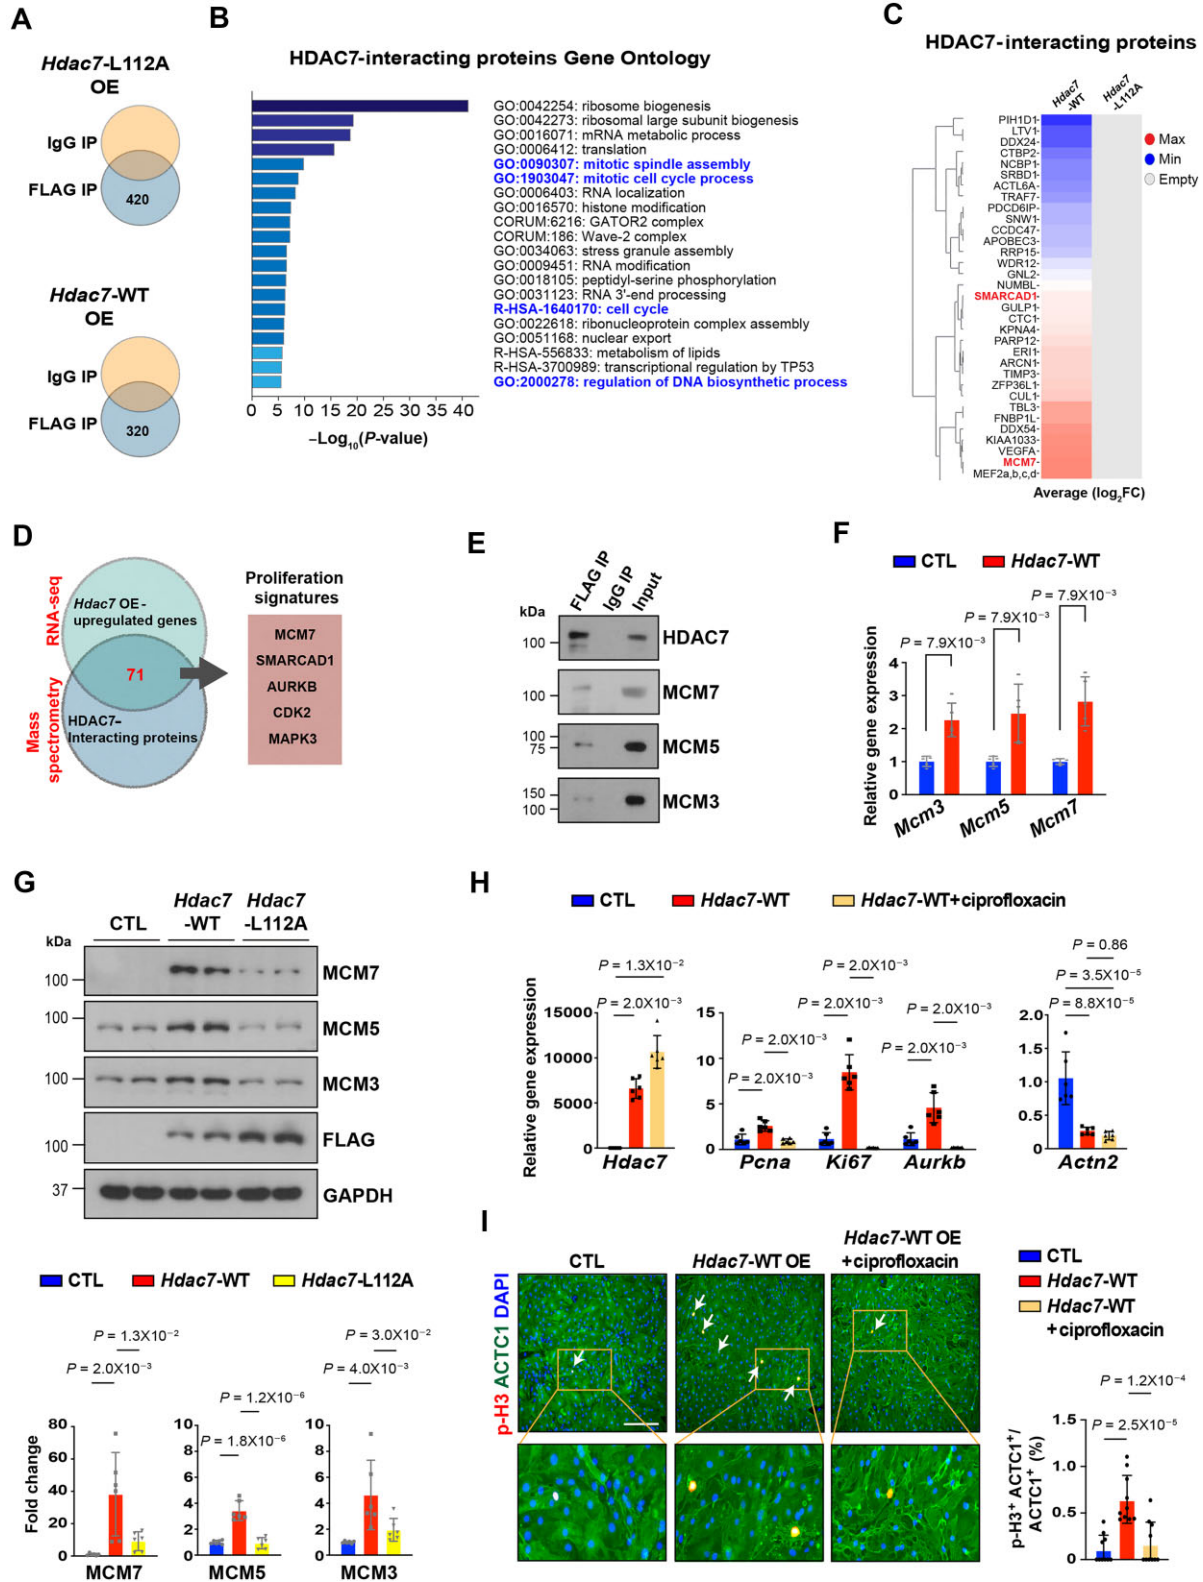 A
Hdac7-L112A
OE
IgG IP
FLAG IP
420
Hdac7-WT
OE
IgG IP
FLAG IP
320
B
HDAC7-interacting proteins Gene Ontology
GO:0042254: ribosome biogenesis
GO:0042273: ribosomal large subunit biogenesis
GO:0016071: mRNA metabolic process
GO:0006412: translation
GO:0090307: mitotic spindle assembly
GO:1903047: mitotic cell cycle process
GO:0006403: RNA localization
GO:0016570: histone modification
CORUM:6216: GATOR2 complex
CORUM:186: Wave-2 complex
GO:0034063: stress granule assembly
GO:0009451: RNA modification
GO:0018105: peptidyl-serine phosphorylation
GO:0031123: RNA 3'-end processing
R-HSA-1640170: cell cycle
GO:0022618: ribonucleoprotein complex assembly
GO:0051168: nuclear export
R-HSA-556833: metabolism of lipids
R-HSA-3700989: transcriptional regulation by TP53
GO:2000278: regulation of DNA biosynthetic process
0 5 10 15 20 25 30 35 40
–Log10(P-value)
C
HDAC7-interacting proteins
Hdac7
-WT
Hdac7
-L112A
PIH1D1
LTV1
DDX24
CTBP2
NCBP1
SRBD1
ACTL6A
TRAF7
PDCD6IP
SNW1
CCDC47
APOBEC3
RRP15
WDR12
GNL2
NUMBL
SMARCAD1
GULP1
CTC1
KPNA4
PARP12
ERI1
ARCN1
TIMP3
ZFP36L1
CUL1
TBL3
FNBP1L
DDX54
KIAA1033
VEGFA
MCM7
MEF2a,b,c,d
Max
Min
Empty
Average (log2FC)
D
RNA-seq
Mass
spectrometry
Hdac7 OE-
upregulated genes
71
HDAC7–
Interacting proteins
Proliferation
signatures
MCM7
SMARCAD1
AURKB
CDK2
MAPK3
E
FLAG IP
IgG IP
Input
kDa
100
HDAC7
100
MCM7
100
75
MCM5
150
100
MCM3
F
CTL
Hdac7-WT
P = 7.9X10−3
P = 7.9X10−3
P = 7.9X10−3
Relative gene expression
4
3
2
1
0
Mcm3
Mcm5
Mcm7
G
CTL
Hdac7
-WT
Hdac7
-L112A
kDa
100
MCM7
100
MCM5
100
MCM3
100
FLAG
37
GAPDH
CTL
Hdac7-WT
Hdac7-L112A
P = 1.3X10−2
P = 2.0X10−3
P = 1.2X10−6
P = 1.8X10−6
P = 3.0X10−2
P = 4.0X10−3
Fold change
80
60
40
20
0
MCM7
10
8
6
4
2
0
MCM5
10
8
6
4
2
0
MCM3
H
CTL
Hdac7-WT
Hdac7-WT+ciprofloxacin
Relative gene expression
P = 1.3X10−2
P = 2.0X10−3
15000
10000
5000
0
Hdac7
P = 2.0X10−3
P = 2.0X10−3
P = 2.0X10−3
P = 2.0X10−3
P = 2.0X10−3
P = 2.0X10−3
15
10
5
0
Pcna
Ki67
Aurkb
P = 0.86
P = 3.5X10−5
P = 8.8X10−5
2.0
1.5
1.0
0.5
0.0
Actn2
I
p-H3 ACTC1 DAPI
CTL
Hdac7-WT OE
Hdac7-WT OE
+ciprofloxacin
CTL
Hdac7-WT
Hdac7-WT
+ciprofloxacin
P = 1.2X10−4
P = 2.5X10−5
p-H3+ ACTC1+/
ACTC1+ (%)
1.5
1.0
0.5
0